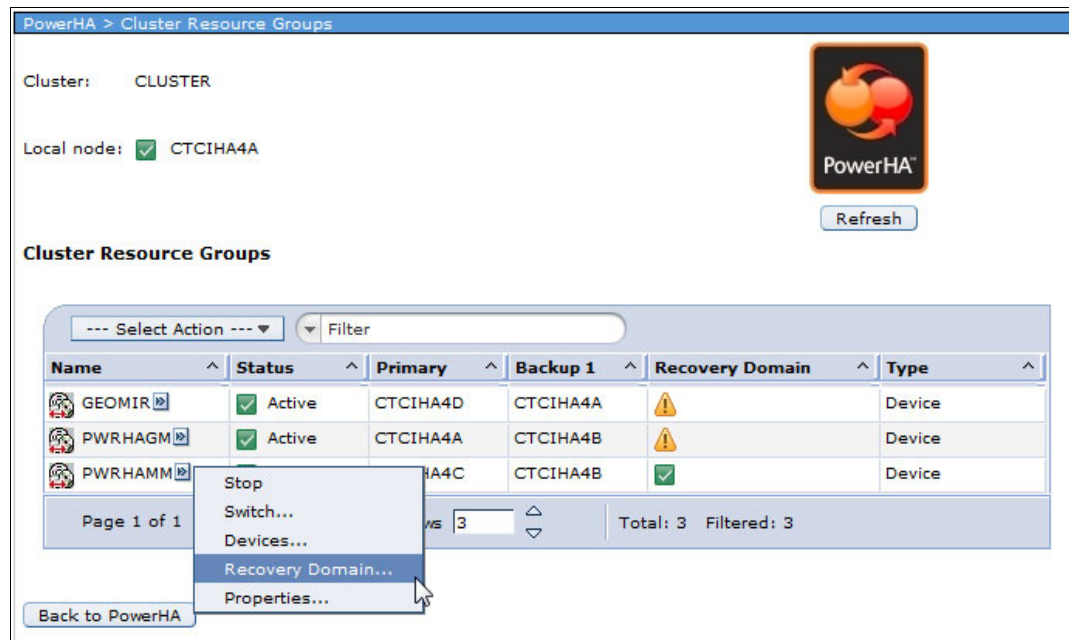 PowerHA > Cluster Resource Groups
Cluster: CLUSTER
Local node: CTCIHA4A
PowerHA™
Refresh
Cluster Resource Groups
--- Select Action --- Filter
Name Status Primary Backup 1 Recovery Domain Type
GEOMIR Active CTCIHA4D CTCIHA4A Device
PWRHAGM Active CTCIHA4A CTCIHA4B Device
PWRHAMM HA4C CTCIHA4B Device
Stop
Switch...
Devices...
Recovery Domain...
Properties...
Page 1 of 1 3 Total: 3 Filtered: 3
Back to PowerHA